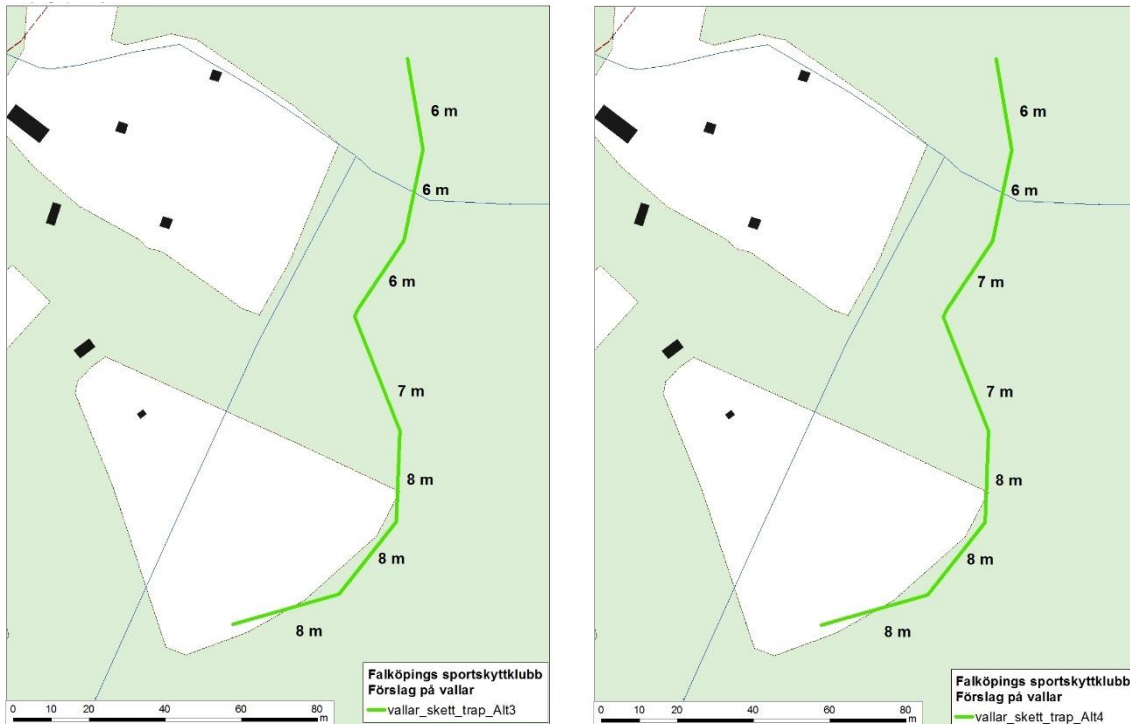 6 m
6 m
6 m
7 m
8 m
8 m
8 m
Falköpings sportskyttklubb
Förslag på vallar
vallar_skett_trap_Alt3
0 10 20 40 60 80
m
6 m
6 m
7 m
7 m
8 m
8 m
8 m
Falköpings sportskyttklubb
Förslag på vallar
vallar_skett_trap_Alt4
0 10 20 40 60 80
m